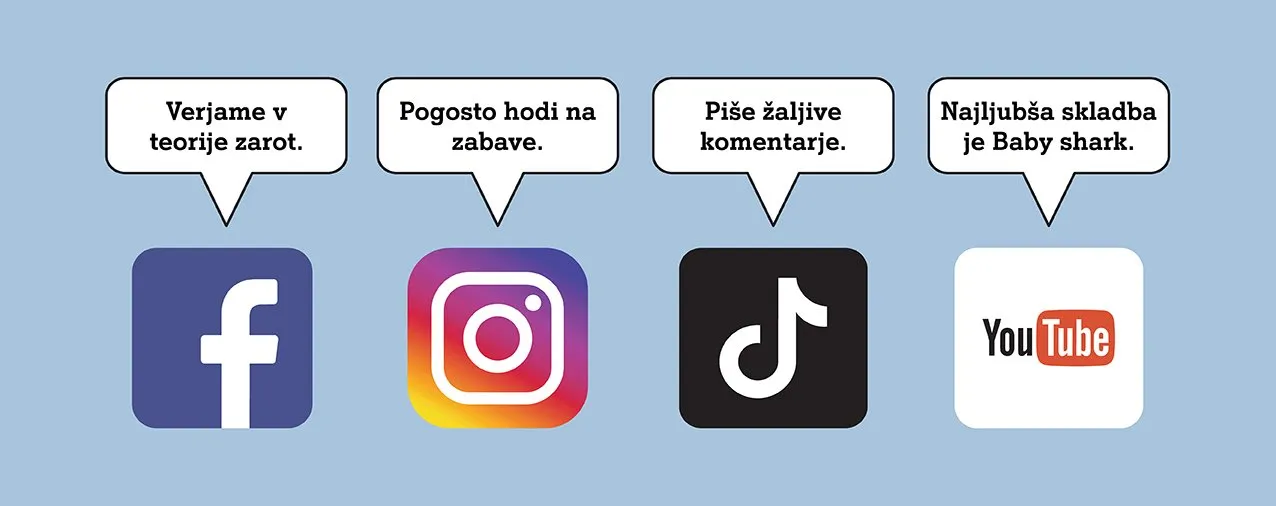 Verjame v
teorije zarot.
Pogosto hodi na
zabave.
Piše žaljive
komentarje.
Najljubša skladba
je Baby shark.
YouTube